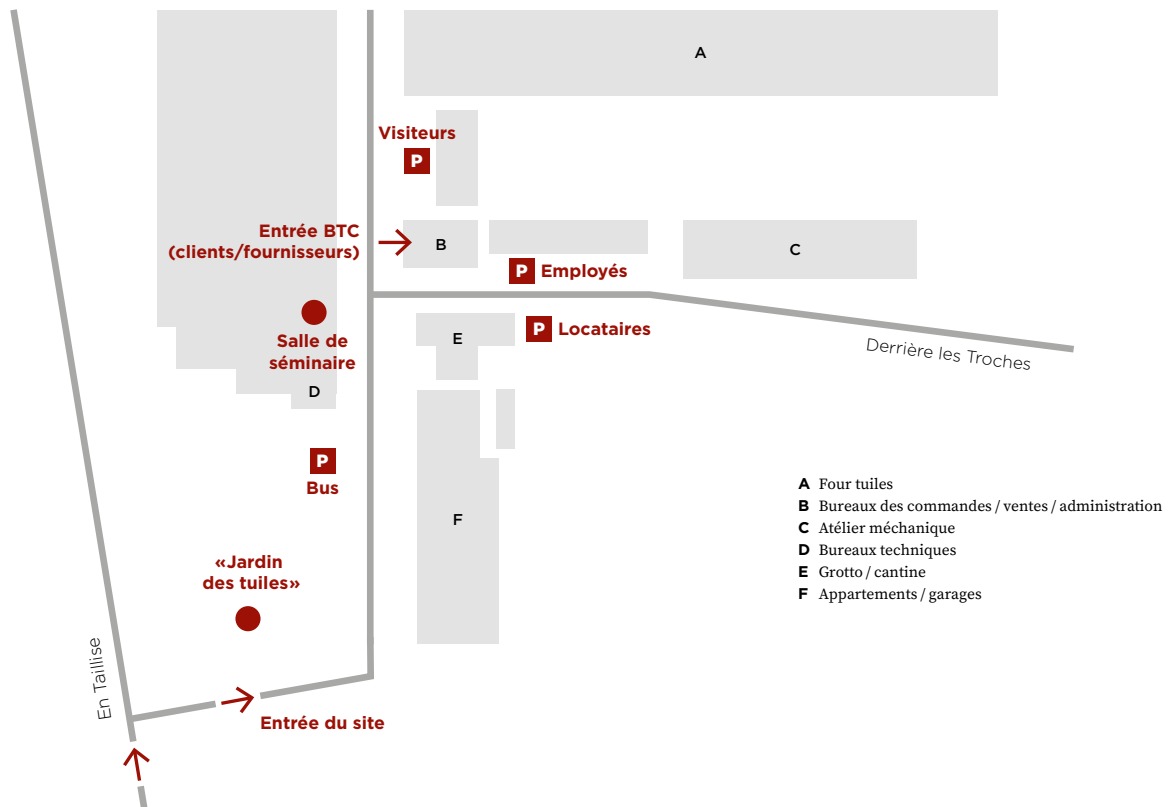 A
Visiteurs
P
Entrée BTC
(clients/fournisseurs)
B
C
P Employés
P Locataires
Salle de
séminaire
E
Derrière les Troches
D
P
Bus
F
«Jardin
des tuiles»
En Taillise
Entrée du site
A Four tuiles
B Bureaux des commandes / ventes / administration
C Atélier méchanique
D Bureaux techniques
E Grotto / cantine
F Appartements / garages